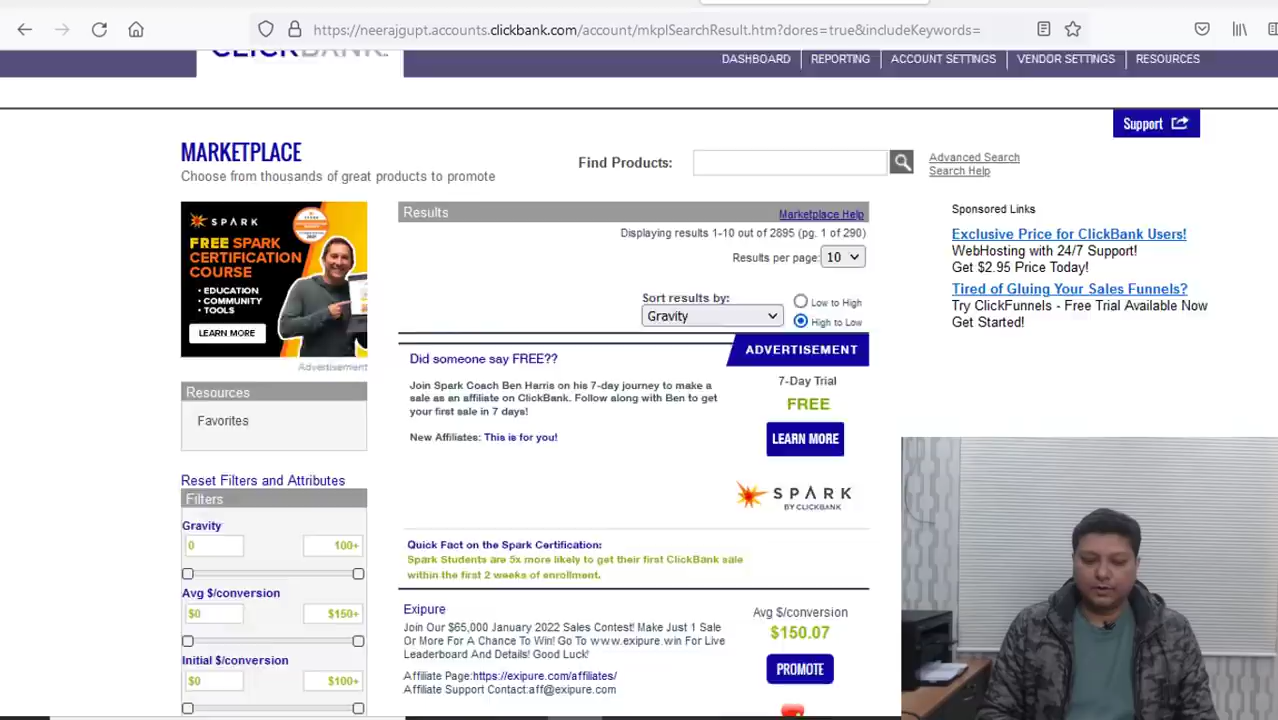 https://neerajgupt.accounts.clickbank.com/account/mkplSearchResult.htm?dores=true&includeKeywords=
CLICKBANK
DASHBOARD
REPORTING
ACCOUNT SETTINGS
VENDOR SETTINGS
RESOURCES
Support
MARKETPLACE
Choose from thousands of great products to promote
Find Products:
Advanced Search
Search Help
SPARK
FREE SPARK
CERTIFICATION
COURSE
• EDUCATION
• COMMUNITY
• TOOLS
LEARN MORE
Advertisement
Resources
Favorites
Reset Filters and Attributes
Filters
Gravity
0
100+
Avg $/conversion
$0
$150+
Initial $/conversion
$0
$100+
Results
Marketplace Help
Displaying results 1-10 out of 2895 (pg. 1 of 290)
Results per page: 10
Sort results by:
Gravity
Low to High
High to Low
ADVERTISEMENT
Did someone say FREE??
Join Spark Coach Ben Harris on his 7-day journey to make a
sale as an affiliate on ClickBank. Follow along with Ben to get
your first sale in 7 days!
New Affiliates: This is for you!
7-Day Trial
FREE
LEARN MORE
SPARK
BY CLICKBANK
Quick Fact on the Spark Certification:
Spark Students are 5x more likely to get their first ClickBank sale
within the first 2 weeks of enrollment.
Exipure
Join Our $65,000 January 2022 Sales Contest! Make Just 1 Sale
Or More For A Chance To Win! Go To www.exipure.win For Live
Leaderboard And Details! Good Luck!
Affiliate Page:https://exipure.com/affiliates/
Affiliate Support Contact:aff@exipure.com
Avg $/conversion
$150.07
PROMOTE
Sponsored Links
Exclusive Price for ClickBank Users!
WebHosting with 24/7 Support!
Get $2.95 Price Today!
Tired of Gluing Your Sales Funnels?
Try ClickFunnels - Free Trial Available Now
Get Started!